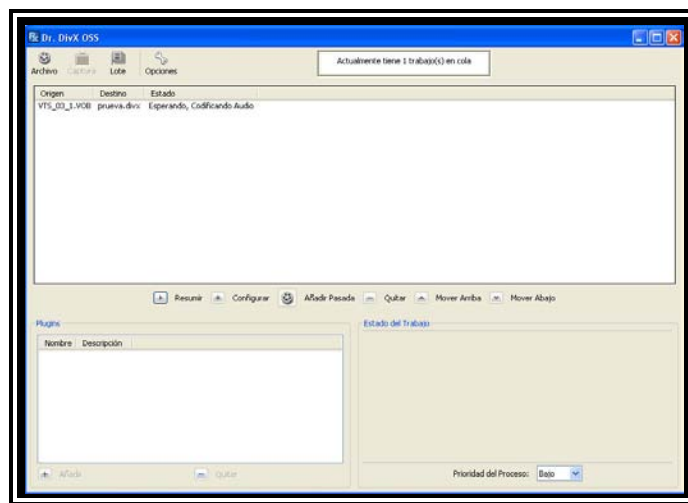 Dr. DivX OSS
Archivo Captura Lote Opciones
Actualmente tiene 1 trabajo(s) en cola
Origen Destino Estado
VTS_03_1.VOB prueva.divx Esperando, Codificando Audio
Resumir Configurar Añadir Pasada Quitar Mover Arriba Mover Abajo
Plugins
Nombre Descripción
Añadir Quitar
Estado del Trabajo
Prioridad del Proceso: Bajo